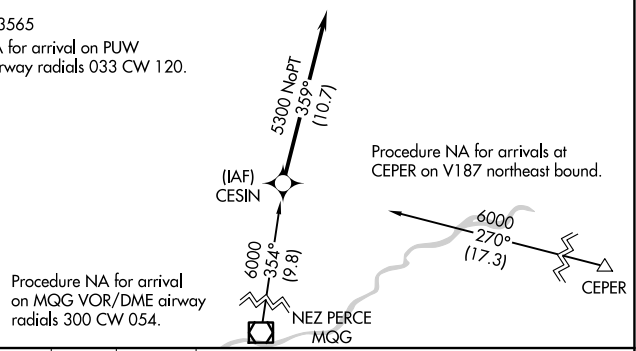 3565
for arrival on PUW
radials 033 CW 120.
5300 NoPT
359°
(10.7)
(IAF)
CESIN
Procedure NA for arrivals at
CEPER on V187 northeast bound.
6000
354°
(9.8)
6000
270°
(17.3)
CEPER
Procedure NA for arrival
on MQG VOR/DME airway
radials 300 CW 054.
NEZ PERCE
MQG